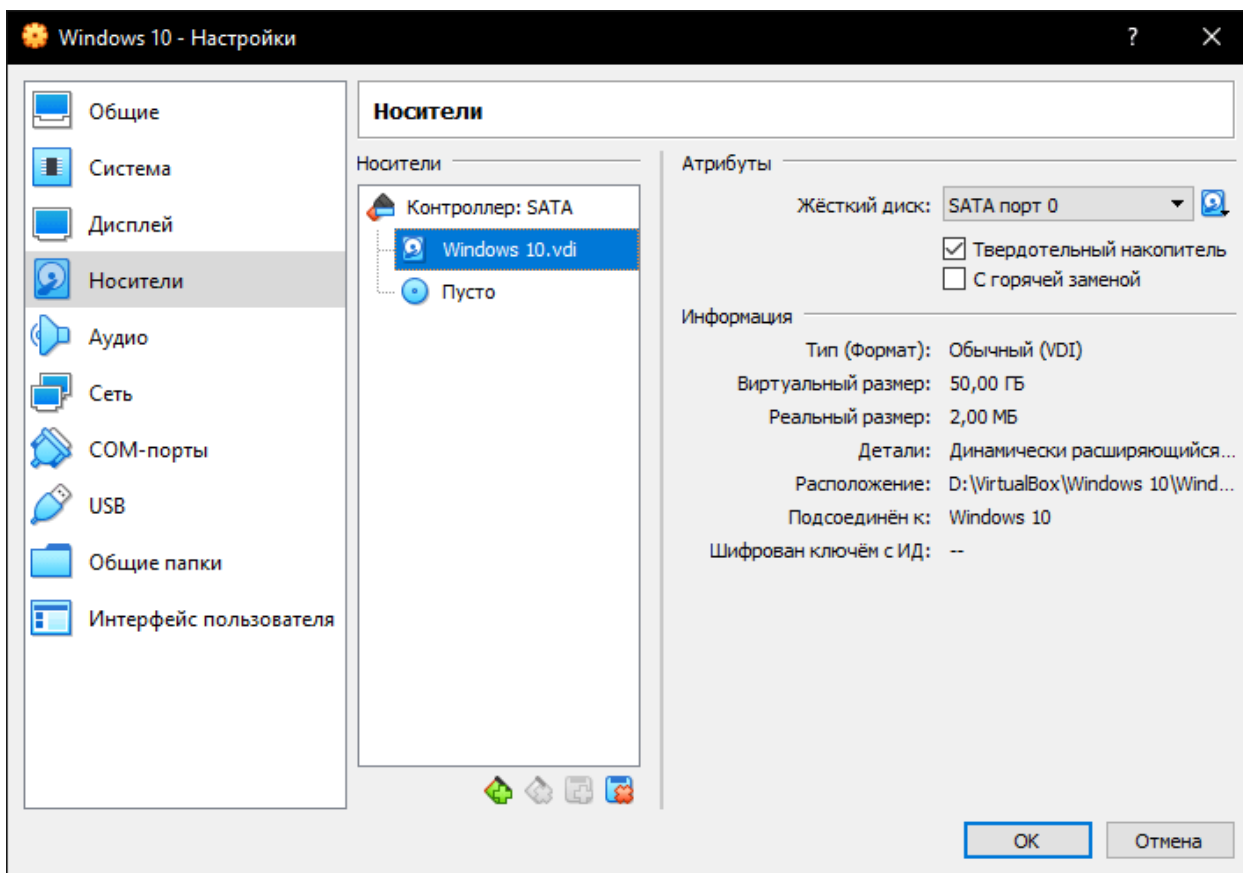 Windows 10 - Настройки
?
Общие
Система
Дисплей
Носители
Аудио
Сеть
COM-порты
USB
Общие папки
Интерфейс пользователя
Носители
Носители
Контроллер: SATA
Windows 10.vdi
Пусто
Атрибуты
Жёсткий диск: SATA порт 0
Твердотельный накопитель
С горячей заменой
Информация
Тип (Формат): Обычный (VDI)
Виртуальный размер: 50,00 ГБ
Реальный размер: 2,00 МБ
Детали: Динамически расширяющийся...
Расположение: D:\VirtualBox\Windows 10\Wind...
Подсоединён к: Windows 10
Шифрован ключём с ИД: --
OK
Отмена